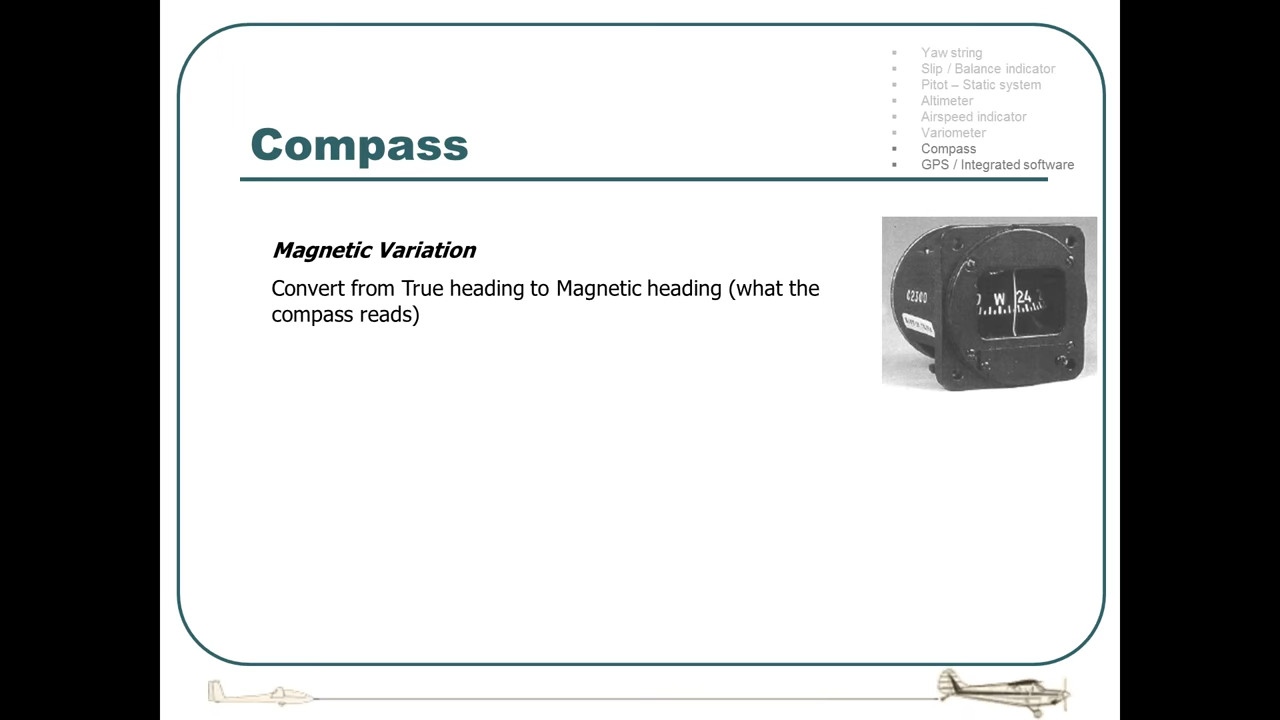 Yaw string
Slip / Balance indicator
Pitot – Static system
Altimeter
Airspeed indicator
Variometer
Compass
GPS / Integrated software
Compass
Magnetic Variation
Convert from True heading to Magnetic heading (what the
compass reads)
C2300
W 24